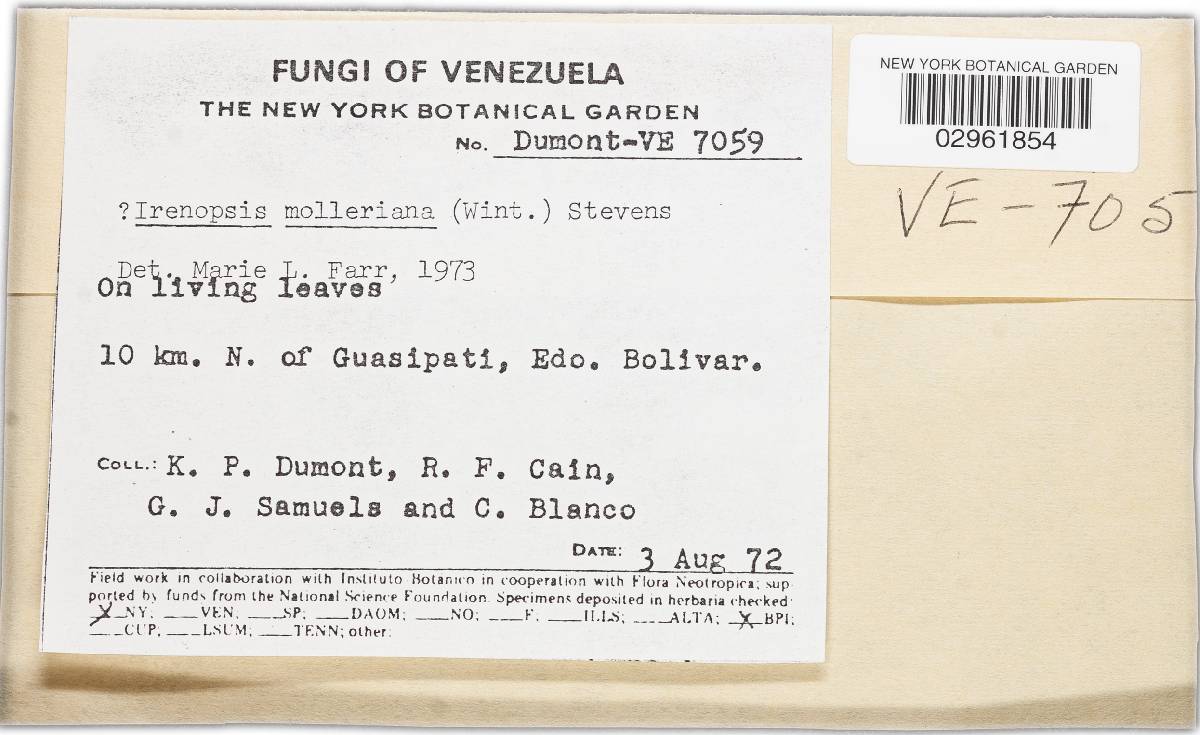 FUNGI OF VENEZUELA
THE NEW YORK BOTANICAL GARDEN
No. Dumont-VE 7059
? Irenopsis molleriana (Wint.) Stevens
Det. Marie L. Farr, 1973
On living leaves
10 km. N. of Guasipati, Edo. Bolivar.
COLL.: K. P. Dumont, R. F. Cain,
G. J. Samuels and C. Blanco
DATE: 3 Aug 72
Field work in collaboration with Instituto Botanico in cooperation with Flora Neotropica; sup-
ported by funds from the National Science Foundation. Specimens deposited in herbaria checked:
X NY; ___VEN; ___SP; ___DAOM; ___NO; ___F; ___ILLS; ___ALTA; X BPI;
___CUP; ___LSUM; ___TENN; other:
NEW YORK BOTANICAL GARDEN
02961854
VE-705